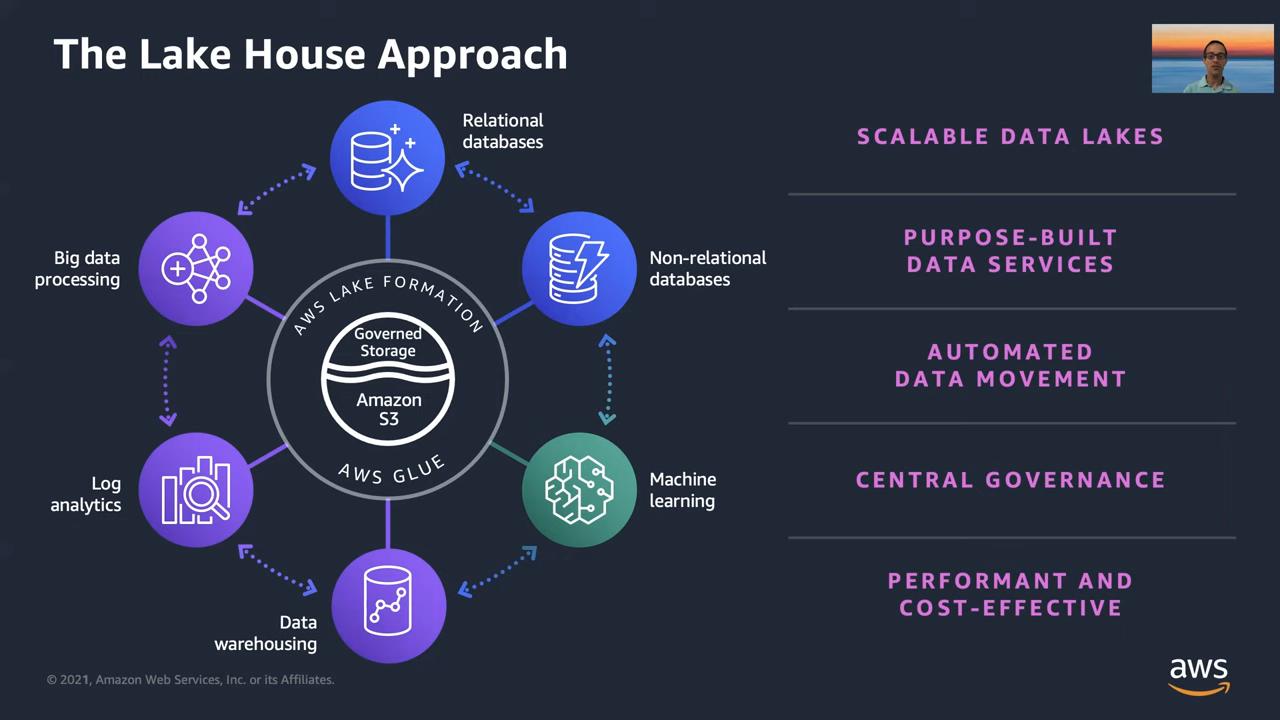 The Lake House Approach
Relational
databases
Big data
processing
Non-relational
databases
AWS LAKE FORMATION
Governed
Storage
Amazon
S3
AWS GLUE
Log
analytics
Machine
learning
Data
warehousing
SCALABLE DATA LAKES
PURPOSE-BUILT
DATA SERVICES
AUTOMATED
DATA MOVEMENT
CENTRAL GOVERNANCE
PERFORMANT AND
COST-EFFECTIVE
© 2021, Amazon Web Services, Inc. or its Affiliates.
aws